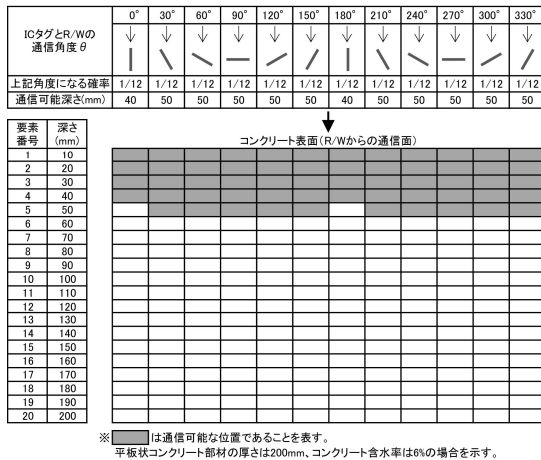 ICタグとR/Wの
通信角度θ
0° 30° 60° 90° 120° 150° 180° 210° 240° 270° 300° 330°
上記角度になる確率 1/12 1/12 1/12 1/12 1/12 1/12 1/12 1/12 1/12 1/12 1/12 1/12
通信可能深さ(mm) 40 50 50 50 50 50 40 50 50 50 50 50
要素
番号
深さ
(mm)
コンクリート表面(R/Wからの通信面)
1 10
2 20
3 30
4 40
5 50
6 60
7 70
8 80
9 90
10 100
11 110
12 120
13 130
14 140
15 150
16 160
17 170
18 180
19 190
20 200
※ は通信可能な位置であることを表す。
平板状コンクリート部材の厚さは200mm、コンクリート含水率は6%の場合を示す。